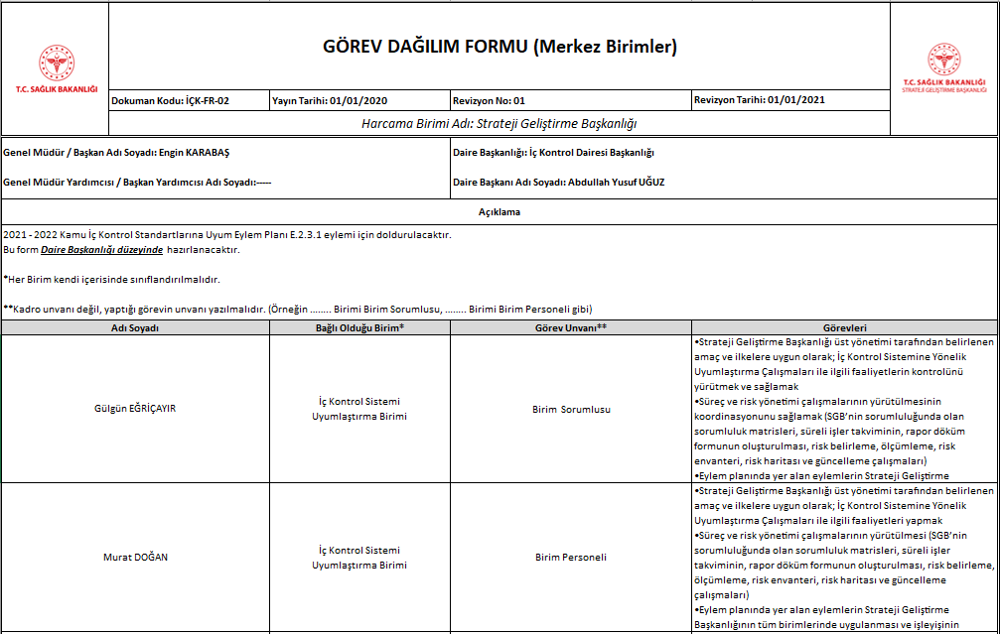 GÖREV DAĞILIM FORMU (Merkez Birimler)
T.C. SAĞLIK BAKANLIĞI
T.C. SAĞLIK BAKANLIĞI
STRATEJİ GELİŞTİRME BAŞKANLIĞI
Dokuman Kodu: İÇK-FR-02
Yayın Tarihi: 01/01/2020
Revizyon No: 01
Revizyon Tarihi: 01/01/2021
Harcama Birimi Adı: Strateji Geliştirme Başkanlığı
Genel Müdür / Başkan Adı Soyadı: Engin KARABAŞ
Daire Başkanlığı: İç Kontrol Dairesi Başkanlığı
Genel Müdür Yardımcısı / Başkan Yardımcısı Adı Soyadı:-----
Daire Başkanı Adı Soyadı: Abdullah Yusuf UĞUZ
Açıklama
2021 - 2022 Kamu İç Kontrol Standartlarına Uyum Eylem Planı E.2.3.1 eylemi için doldurulacaktır.
Bu form Daire Başkanlığı düzeyinde hazırlanacaktır.
*Her Birim kendi içerisinde sınıflandırılmalıdır.
**Kadro unvanı değil, yaptığı görevin unvanı yazılmalıdır. (Örneğin ........ Birimi Birim Sorumlusu, ........ Birimi Birim Personeli gibi)
Adı Soyadı
Bağlı Olduğu Birim*
Görev Unvanı**
Görevleri
Gülgün EĞRİÇAYIR
İç Kontrol Sistemi
Uyumlaştırma Birimi
Birim Sorumlusu
•Strateji Geliştirme Başkanlığı üst yönetimi tarafından belirlenen
amaç ve ilkelere uygun olarak; İç Kontrol Sistemine Yönelik
Uyumlaştırma Çalışmaları ile ilgili faaliyetlerin kontrolünü
yürütmek ve sağlamak
•Süreç ve risk yönetimi çalışmalarının yürütülmesinin
koordinasyonunu sağlamak (SGB'nin sorumluluğunda olan
sorumluluk matrisleri, süreli işler takviminin, rapor döküm
formunun oluşturulması, risk belirleme, ölçümleme, risk
envanteri, risk haritası ve güncelleme çalışmaları)
•Eylem planında yer alan eylemlerin Strateji Geliştirme
Murat DOĞAN
İç Kontrol Sistemi
Uyumlaştırma Birimi
Birim Personeli
•Strateji Geliştirme Başkanlığı üst yönetimi tarafından belirlenen
amaç ve ilkelere uygun olarak; İç Kontrol Sistemine Yönelik
Uyumlaştırma Çalışmaları ile ilgili faaliyetleri yapmak
•Süreç ve risk yönetimi çalışmalarının yürütülmesi (SGB'nin
sorumluluğunda olan sorumluluk matrisleri, süreli işler
takviminin, rapor döküm formunun oluşturulması, risk belirleme,
ölçümleme, risk envanteri, risk haritası ve güncelleme
çalışmaları)
•Eylem planında yer alan eylemlerin Strateji Geliştirme
Başkanlığının tüm birimlerinde uygulanması ve işleyişinin